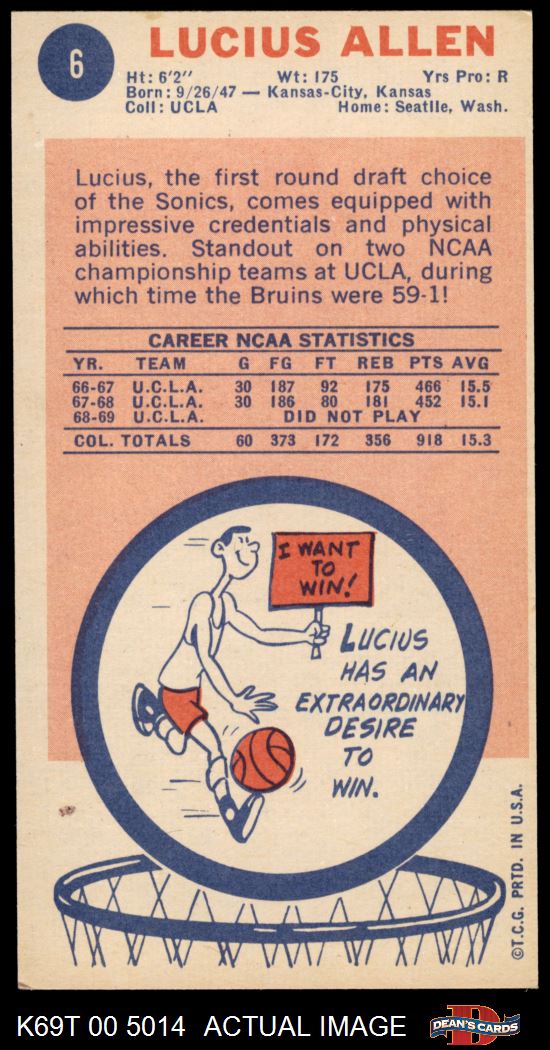 6
LUCIUS ALLEN
Ht: 6'2" Wt: 175 Yrs Pro: R
Born: 9/26/47 — Kansas-City, Kansas
Coll: UCLA Home: Seattle, Wash.
Lucius, the first round draft choice
of the Sonics, comes equipped with
impressive credentials and physical
abilities. Standout on two NCAA
championship teams at UCLA, during
which time the Bruins were 59-1!
CAREER NCAA STATISTICS
YR. TEAM G FG FT REB PTS AVG
66-67 U.C.L.A. 30 187 92 175 466 15.5
67-68 U.C.L.A. 30 186 80 181 452 15.1
68-69 U.C.L.A. DID NOT PLAY
COL. TOTALS 60 373 172 356 918 15.3
I WANT
TO
WIN!
LUCIUS
HAS AN
EXTRAORDINARY
DESIRE
TO
WIN.
©T.C.G. PRTD. IN U.S.A.
K69T 00 5014 ACTUAL IMAGE
D
DEAN'S CARDS